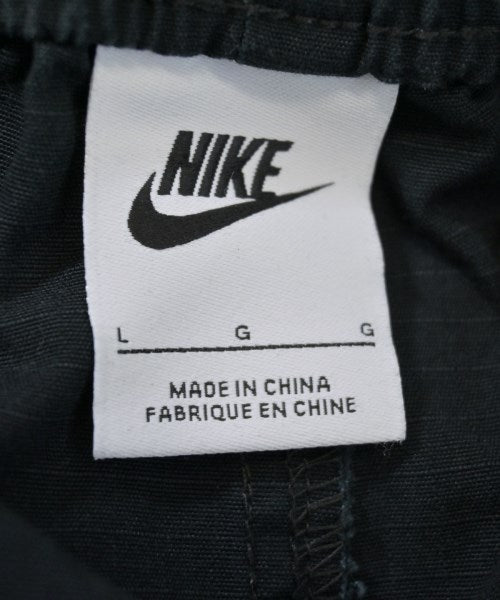 NIKE
L G G
MADE IN CHINA
FABRIQUE EN CHINE